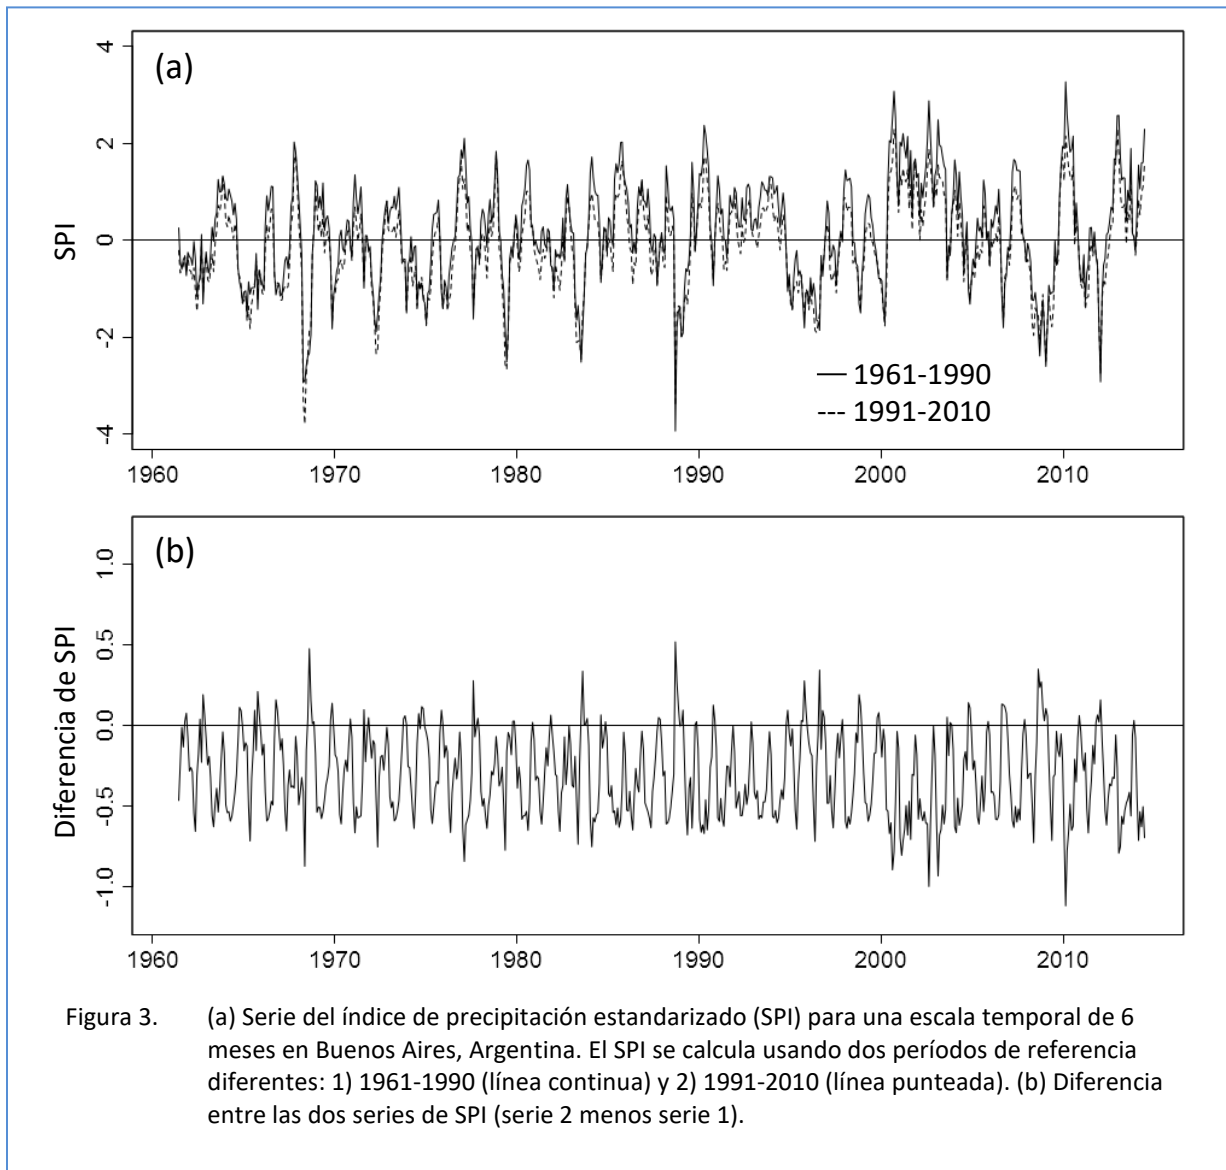 (a)
SPI
4
2
0
-2
-4
1961-1990
1991-2010
1960 1970 1980 1990 2000 2010
(b)
Diferencia de SPI
1.0
0.5
0.0
-0.5
-1.0
1960 1970 1980 1990 2000 2010
Figura 3. (a) Serie del índice de precipitación estandarizado (SPI) para una escala temporal de 6
meses en Buenos Aires, Argentina. El SPI se calcula usando dos períodos de referencia
diferentes: 1) 1961-1990 (línea continua) y 2) 1991-2010 (línea punteada). (b) Diferencia
entre las dos series de SPI (serie 2 menos serie 1).